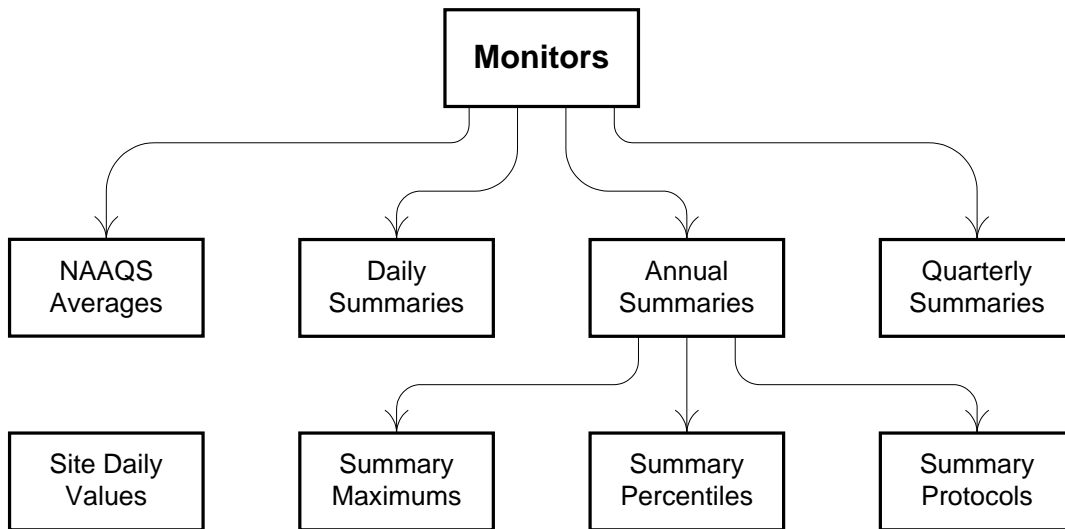 Monitors
NAAQS
Averages
Daily
Summaries
Annual
Summaries
Quarterly
Summaries
Site Daily
Values
Summary
Maximums
Summary
Percentiles
Summary
Protocols